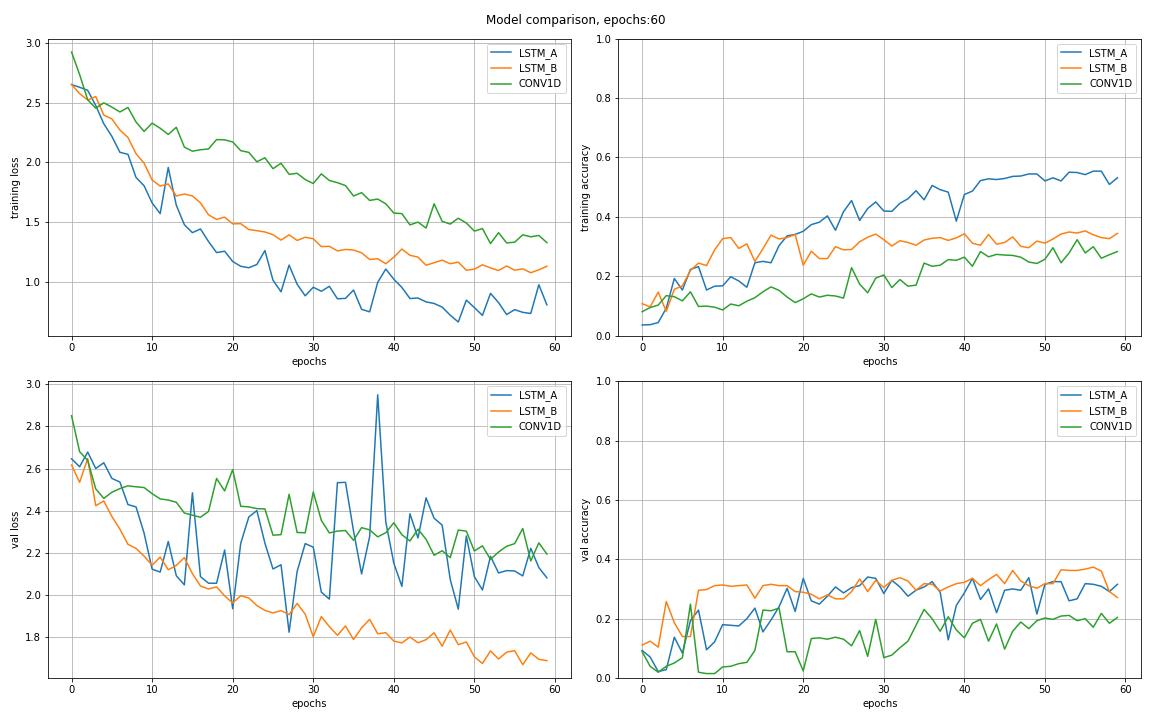 Model comparison, epochs:60
training loss
3.0
2.5
2.0
1.5
1.0
0
10
20
30
40
50
60
epochs
LSTM_A
LSTM_B
CONV1D
training accuracy
1.0
0.8
0.6
0.4
0.2
0.0
0
10
20
30
40
50
60
epochs
LSTM_A
LSTM_B
CONV1D
val loss
3.0
2.8
2.6
2.4
2.2
2.0
1.8
0
10
20
30
40
50
60
epochs
LSTM_A
LSTM_B
CONV1D
val accuracy
1.0
0.8
0.6
0.4
0.2
0.0
0
10
20
30
40
50
60
epochs
LSTM_A
LSTM_B
CONV1D